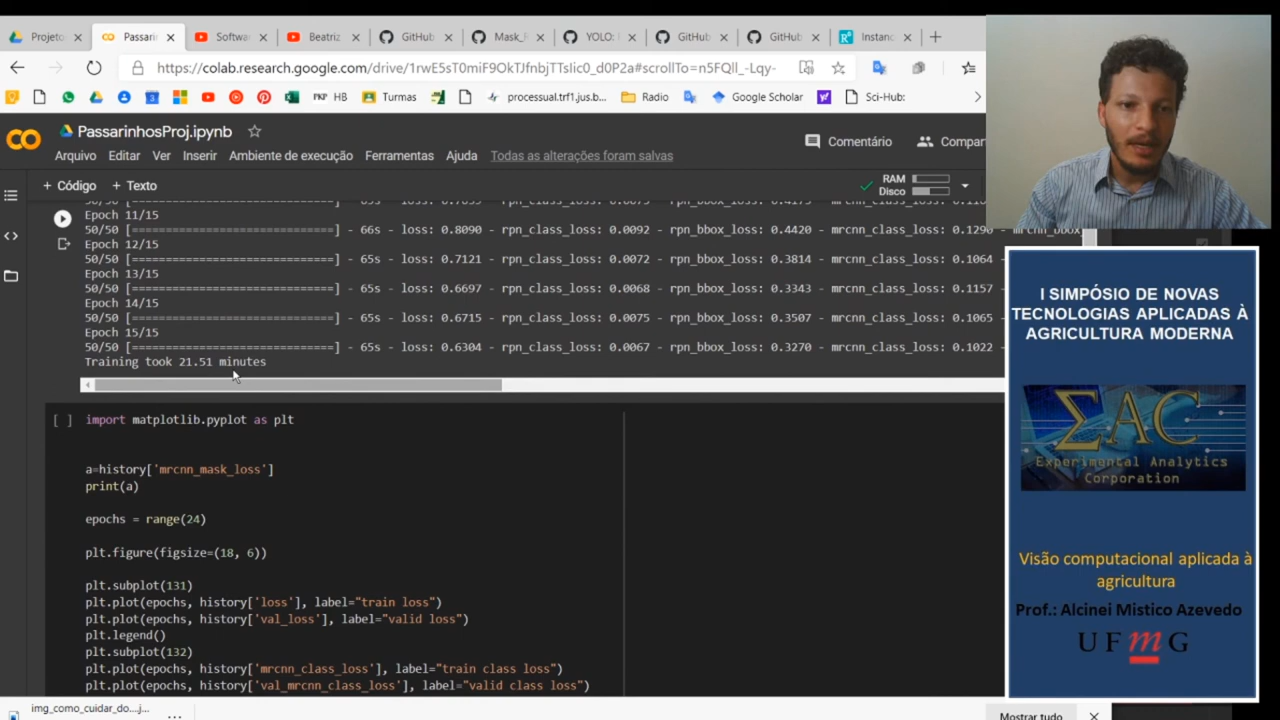 Projeto
Passari
Softwa
Beatriz
GitHub
Mask_R
YOLO:
GitHub
GitHub
Instanc
https://colab.research.google.com/drive/1rwE5sT0miF9OkTJfnbjTTsIic0_d0P2a#scrollTo=n5FQll_-Lqy-
HB
Turmas
processual.trf1.jus.b...
Radio
Google Scholar
Sci-Hub:
CO
PassarinhosProj.ipynb
Comentário
Compar
Arquivo Editar Ver Inserir Ambiente de execução Ferramentas Ajuda Todas as alterações foram salvas
+ Código + Texto
RAM
Disco
Epoch 11/15
50/50 [==============================] - 66s - loss: 0.8090 - rpn_class_loss: 0.0092 - rpn_bbox_loss: 0.4420 - mrcnn_class_loss: 0.1290 - mrcnn_bbox
Epoch 12/15
50/50 [==============================] - 65s - loss: 0.7121 - rpn_class_loss: 0.0072 - rpn_bbox_loss: 0.3814 - mrcnn_class_loss: 0.1064 -
Epoch 13/15
50/50 [==============================] - 65s - loss: 0.6697 - rpn_class_loss: 0.0068 - rpn_bbox_loss: 0.3343 - mrcnn_class_loss: 0.1157 -
Epoch 14/15
50/50 [==============================] - 65s - loss: 0.6715 - rpn_class_loss: 0.0075 - rpn_bbox_loss: 0.3507 - mrcnn_class_loss: 0.1065 -
Epoch 15/15
50/50 [==============================] - 65s - loss: 0.6304 - rpn_class_loss: 0.0067 - rpn_bbox_loss: 0.3270 - mrcnn_class_loss: 0.1022 -
Training took 21.51 minutes
[ ] import matplotlib.pyplot as plt
a=history['mrcnn_mask_loss']
print(a)
epochs = range(24)
plt.figure(figsize=(18, 6))
plt.subplot(131)
plt.plot(epochs, history['loss'], label="train loss")
plt.plot(epochs, history['val_loss'], label="valid loss")
plt.legend()
plt.subplot(132)
plt.plot(epochs, history['mrcnn_class_loss'], label="train class loss")
plt.plot(epochs, history['val_mrcnn_class_loss'], label="valid class loss")
img_como_cuidar_do....j...
Mostrar tudo
I SIMPÓSIO DE NOVAS
TECNOLOGIAS APLICADAS À
AGRICULTURA MODERNA
ΣAC
Experimental Analytics
Corporation
Visão computacional aplicada à
agricultura
Prof.: Alcinei Mistico Azevedo
UFmG